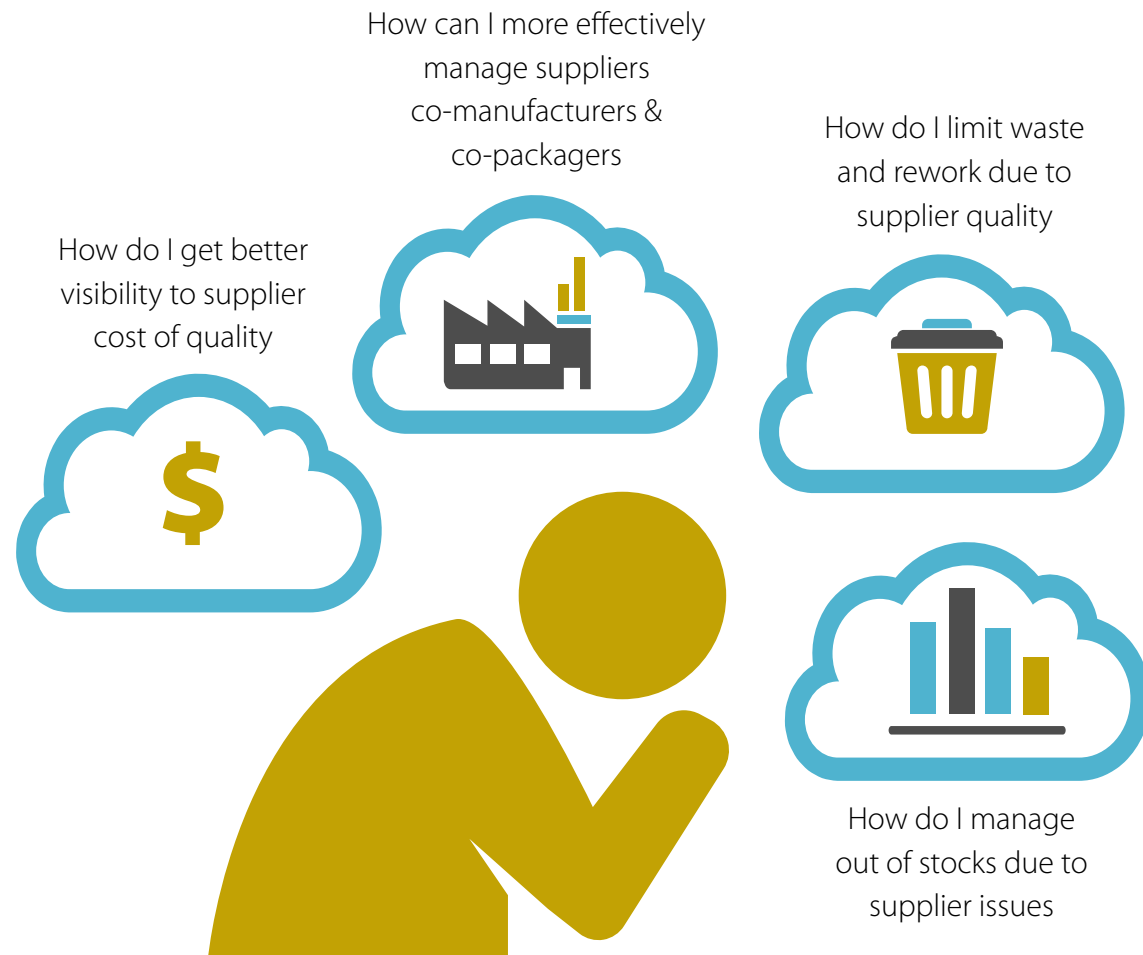 How can I more effectively
manage suppliers
co-manufacturers &
co-packagers
How do I limit waste
and rework due to
supplier quality
How do I get better
visibility to supplier
cost of quality
$
How do I manage
out of stocks due to
supplier issues